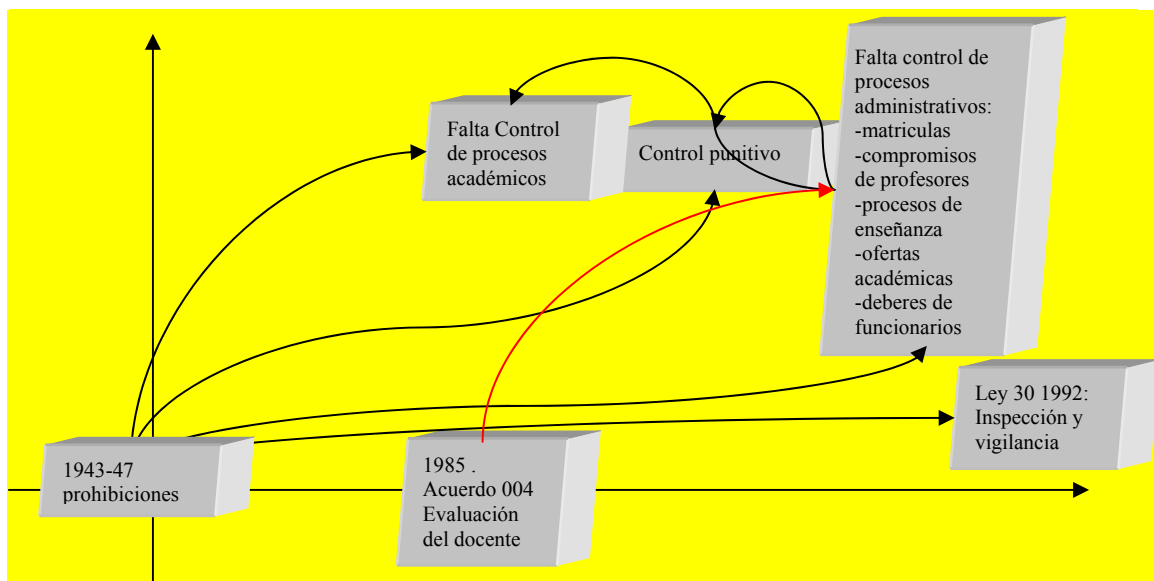 Falta Control
de procesos
académicos
Control punitivo
Falta control de
procesos
administrativos:
-matriculas
-compromisos
de profesores
-procesos de
enseñanza
-ofertas
académicas
-deberes de
funcionarios
Ley 30 1992:
Inspección y
vigilancia
1943-47
prohibiciones
1985 .
Acuerdo 004
Evaluación
del docente